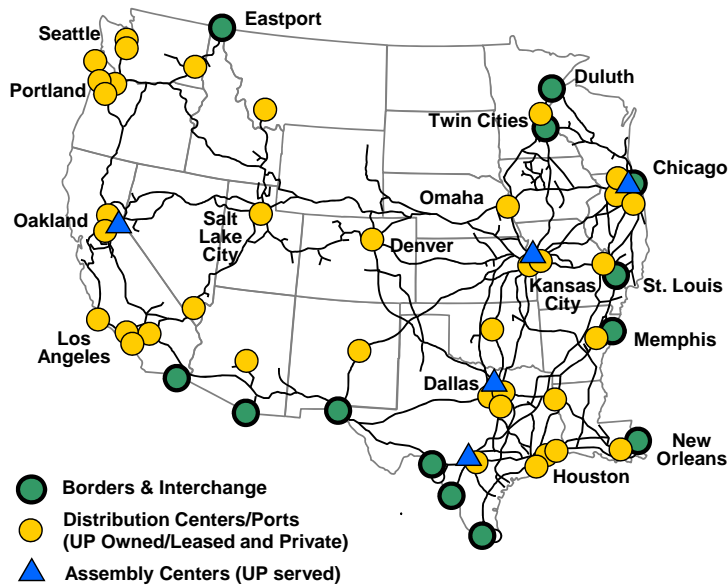 Eastport
Seattle
Duluth
Portland
Twin Cities
Chicago
Omaha
Oakland
Salt
Lake
City
Denver
Kansas
City
St. Louis
Los
Angeles
Memphis
Dallas
New
Orleans
Houston
Borders & Interchange
Distribution Centers/Ports
(UP Owned/Leased and Private)
Assembly Centers (UP served)